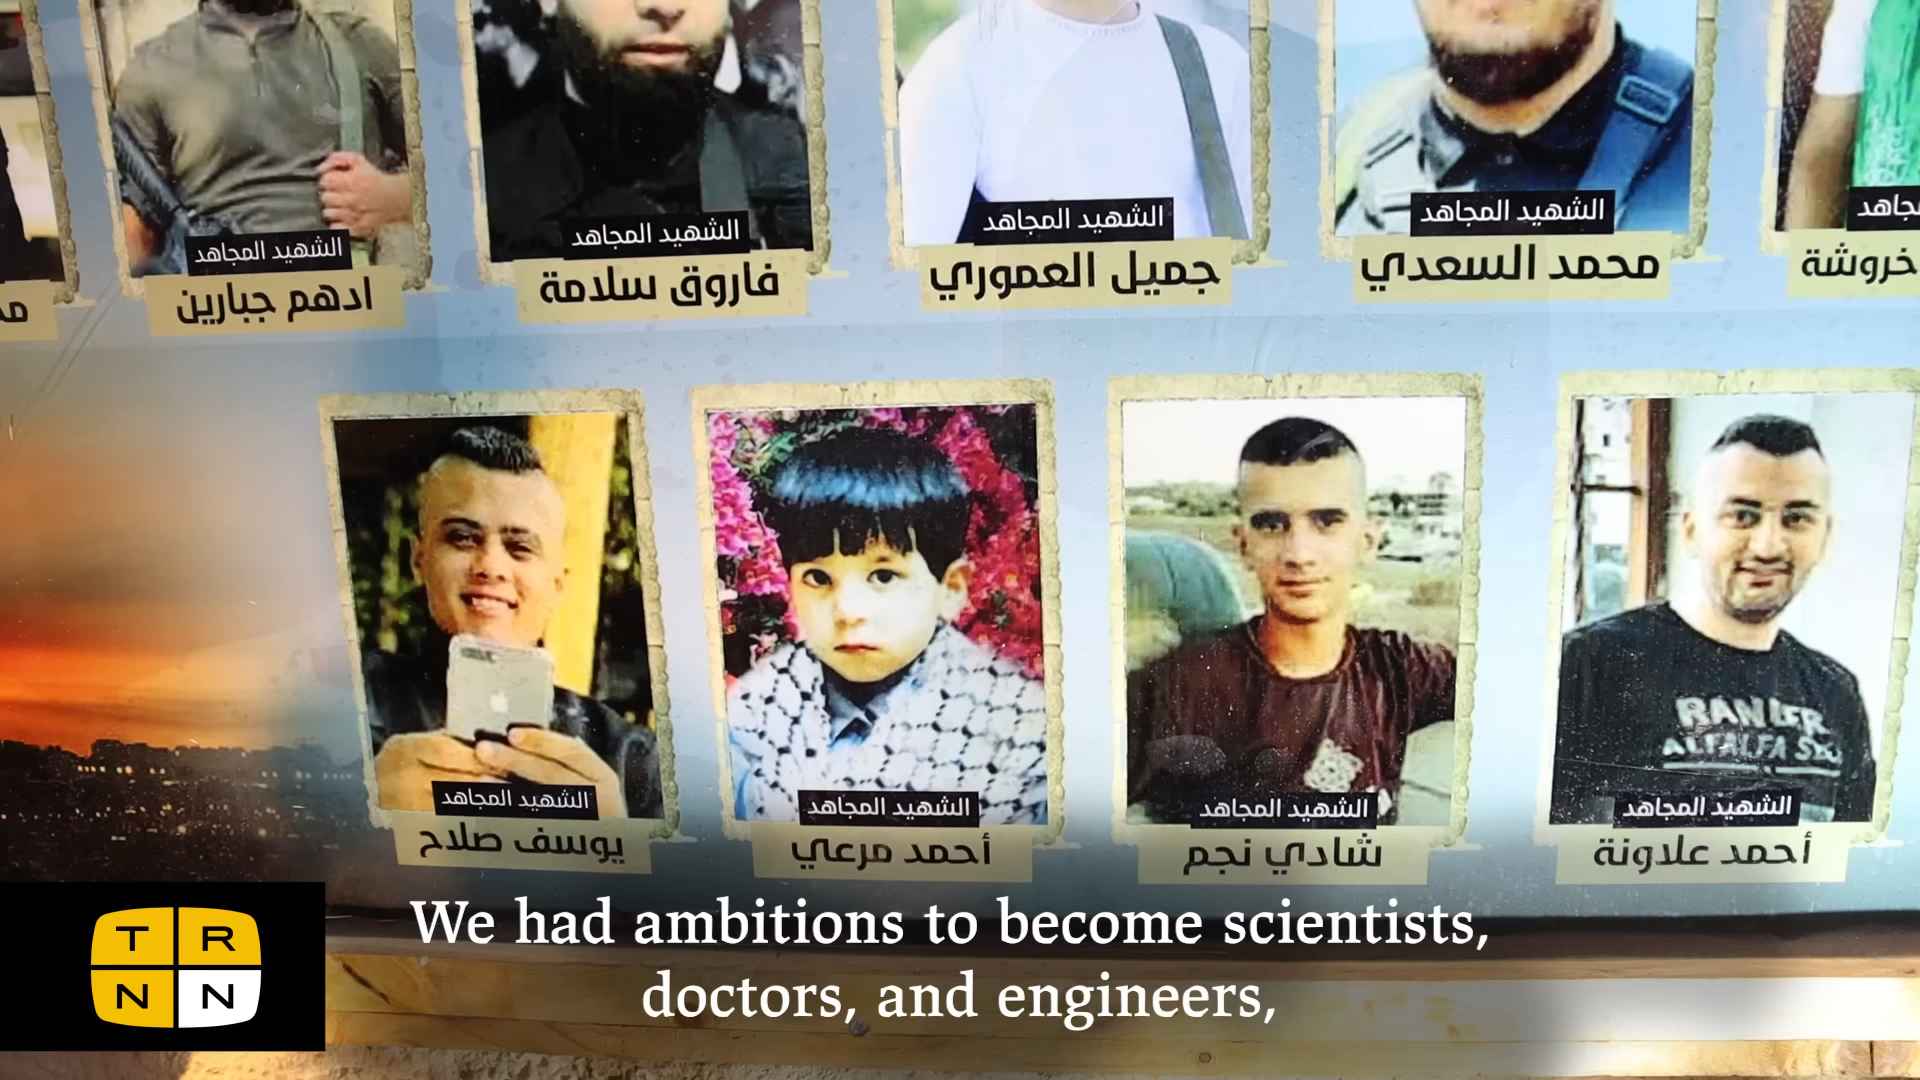 الشهيد المجاهد
محمد السعدي
الشهيد المجاهد
جميل العموري
الشهيد المجاهد
فاروق سلامة
الشهيد المجاهد
ادهم جبارين
خروشة
الشهيد المجاهد
أحمد علاونة
الشهيد المجاهد
شادي نجم
الشهيد المجاهد
أحمد مرعي
الشهيد المجاهد
يوسف صلاح
We had ambitions to become scientists,
doctors, and engineers,
T R
N N